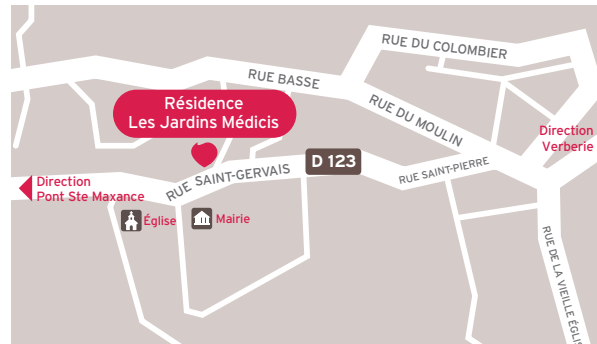 RUE DU COLOMBIER
RUE BASSE
Résidence
Les Jardins Médicis
RUE DU MOULIN
Direction
Verberie
D 123
RUE SAINT-PIERRE
RUE SAINT-GERVAIS
Direction
Pont Ste Maxance
Église
Mairie
RUE DE LA VIEILLE ÉGLIS